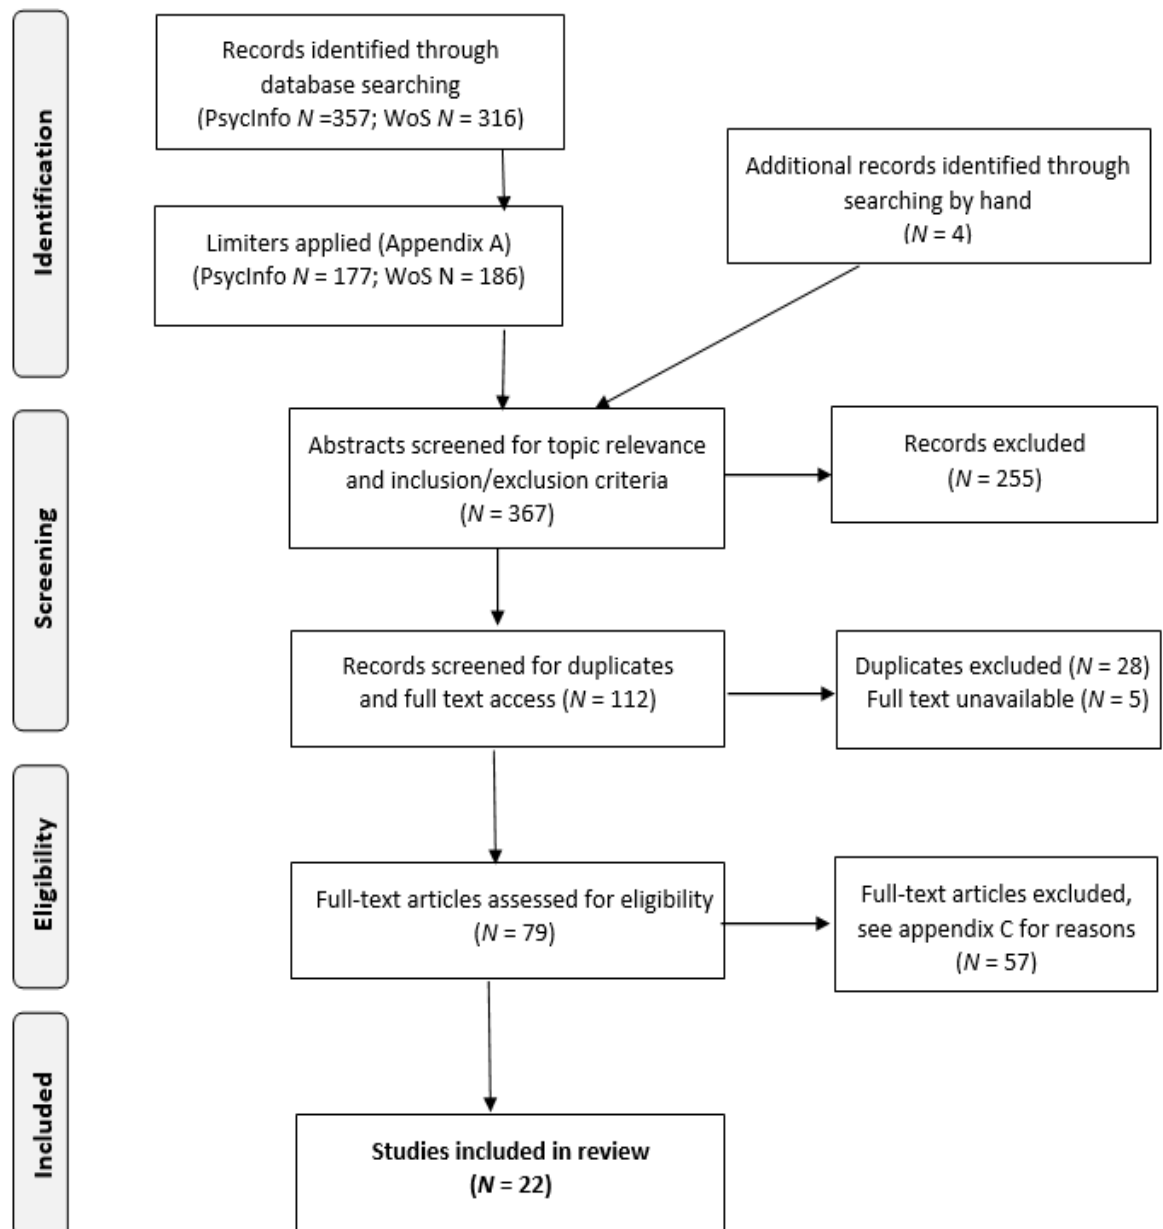 Identification
Records identified through
database searching
(PsycInfo N =357; WoS N = 316)
Additional records identified through
searching by hand
(N = 4)
Limiters applied (Appendix A)
(PsycInfo N = 177; WoS N = 186)
Screening
Abstracts screened for topic relevance
and inclusion/exclusion criteria
(N = 367)
Records excluded
(N = 255)
Records screened for duplicates
and full text access (N = 112)
Duplicates excluded (N = 28)
Full text unavailable (N = 5)
Eligibility
Full-text articles assessed for eligibility
(N = 79)
Full-text articles excluded,
see appendix C for reasons
(N = 57)
Included
Studies included in review
(N = 22)